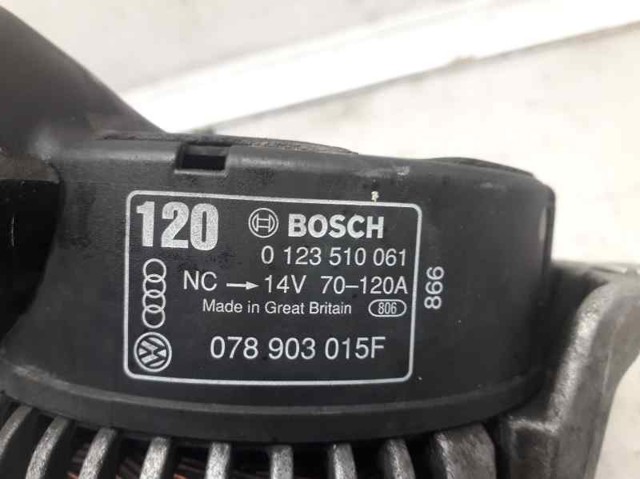 120 BOSCH
0 123 510 061
NC → 14V 70–120A
Made in Great Britain 806
078 903 015F
866